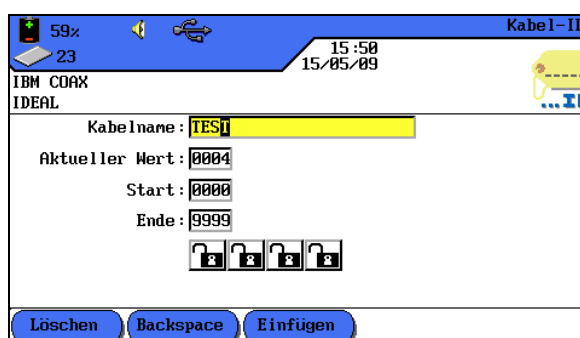 59% Kabel-II
23
15:50
15/05/09
IBM COAX
IDEAL
Kabelname: TEST
Aktueller Wert: 0004
Start: 0000
Ende: 9999
Löschen Backspace Einfügen